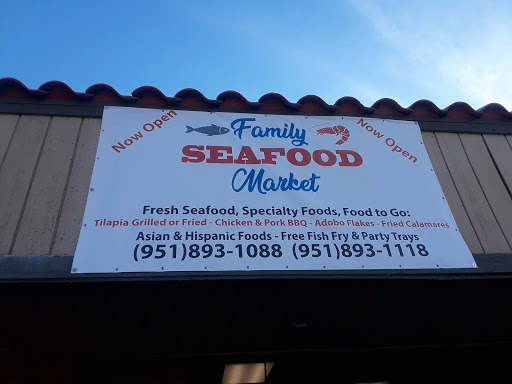 Now Open
Family
Now Open
SEAFOOD
Market
Fresh Seafood, Specialty Foods, Food to Go:
Tilapia Grilled or Fried - Chicken & Pork BBQ - Adobo Flakes - Fried Calamares
Asian & Hispanic Foods - Free Fish Fry & Party Trays
(951)893-1088 (951)893-1118